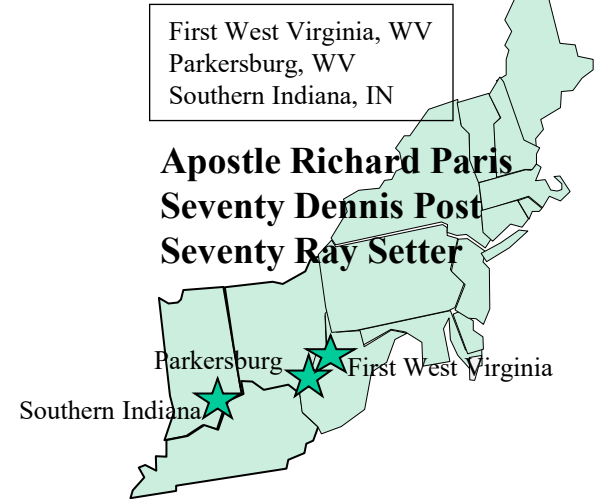 First West Virginia, WV
Parkersburg, WV
Southern Indiana, IN
Apostle Richard Paris
Seventy Dennis Post
Seventy Ray Setter
Parkersburg
First West Virginia
Southern Indiana